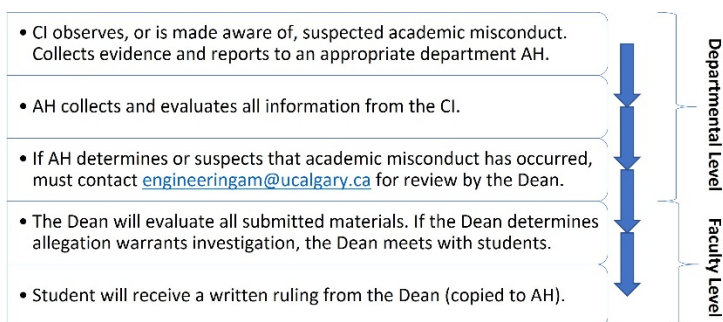 • CI observes, or is made aware of, suspected academic misconduct.
Collects evidence and reports to an appropriate department AH.
• AH collects and evaluates all information from the CI.
• If AH determines or suspects that academic misconduct has occurred,
must contact engineeringam@ucalgary.ca for review by the Dean.
• The Dean will evaluate all submitted materials. If the Dean determines
allegation warrants investigation, the Dean meets with students.
• Student will receive a written ruling from the Dean (copied to AH).
Departmental Level
Faculty Level